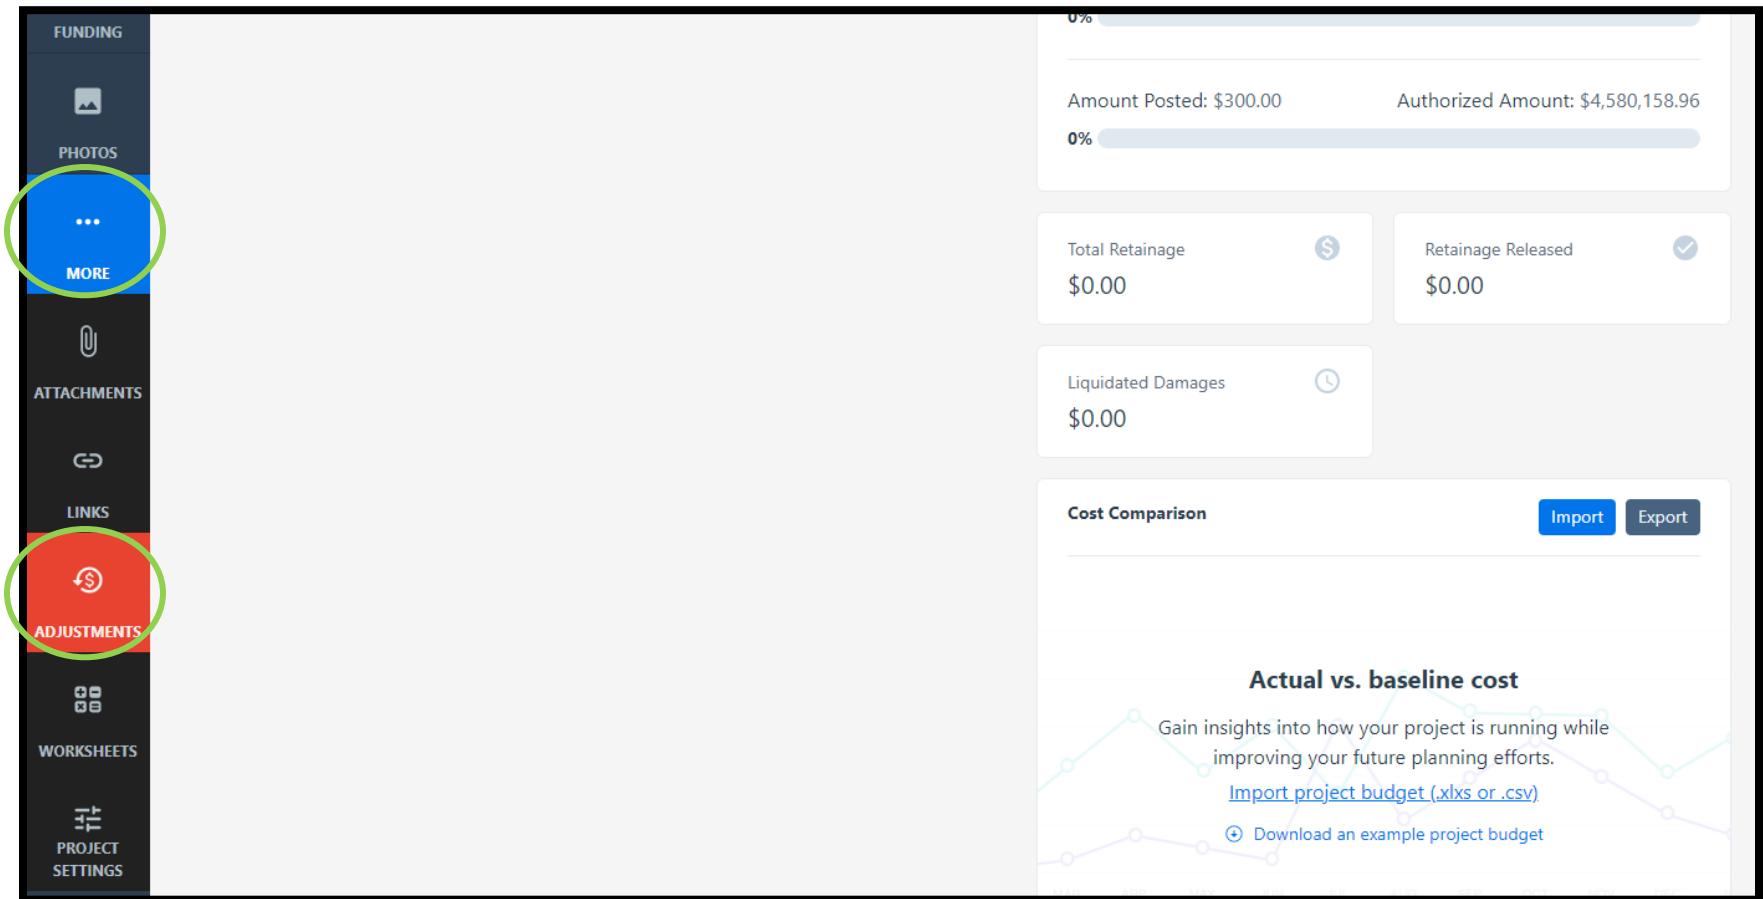 FUNDING
PHOTOS
MORE
ATTACHMENTS
LINKS
ADJUSTMENTS
WORKSHEETS
PROJECT
SETTINGS
0%
Amount Posted: $300.00
Authorized Amount: $4,580,158.96
0%
Total Retainage
$0.00
Retainage Released
$0.00
Liquidated Damages
$0.00
Cost Comparison
Import
Export
Actual vs. baseline cost
Gain insights into how your project is running while
improving your future planning efforts.
Import project budget (.xlxs or .csv)
Download an example project budget